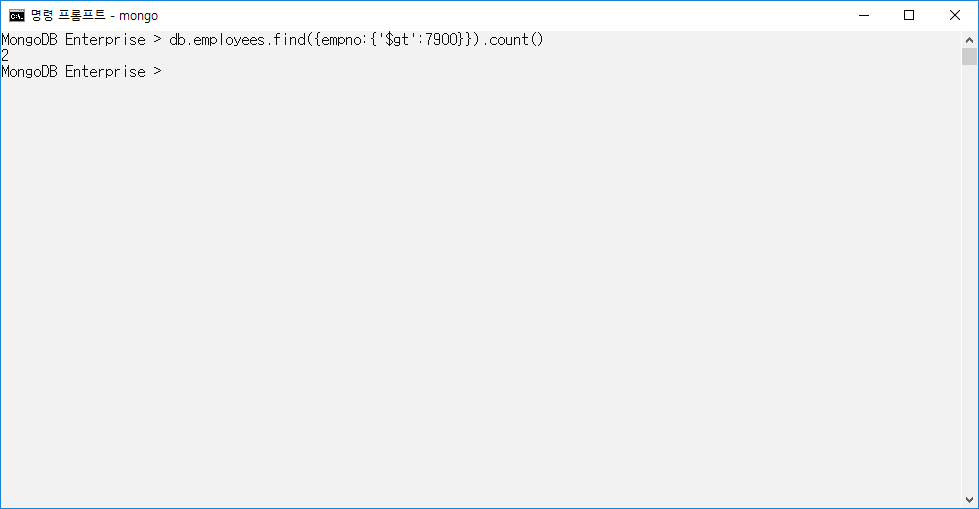 명령 프롬프트 - mongo
MongoDB Enterprise > db.employees.find({empno:{'$gt':7900}}).count()
2
MongoDB Enterprise >